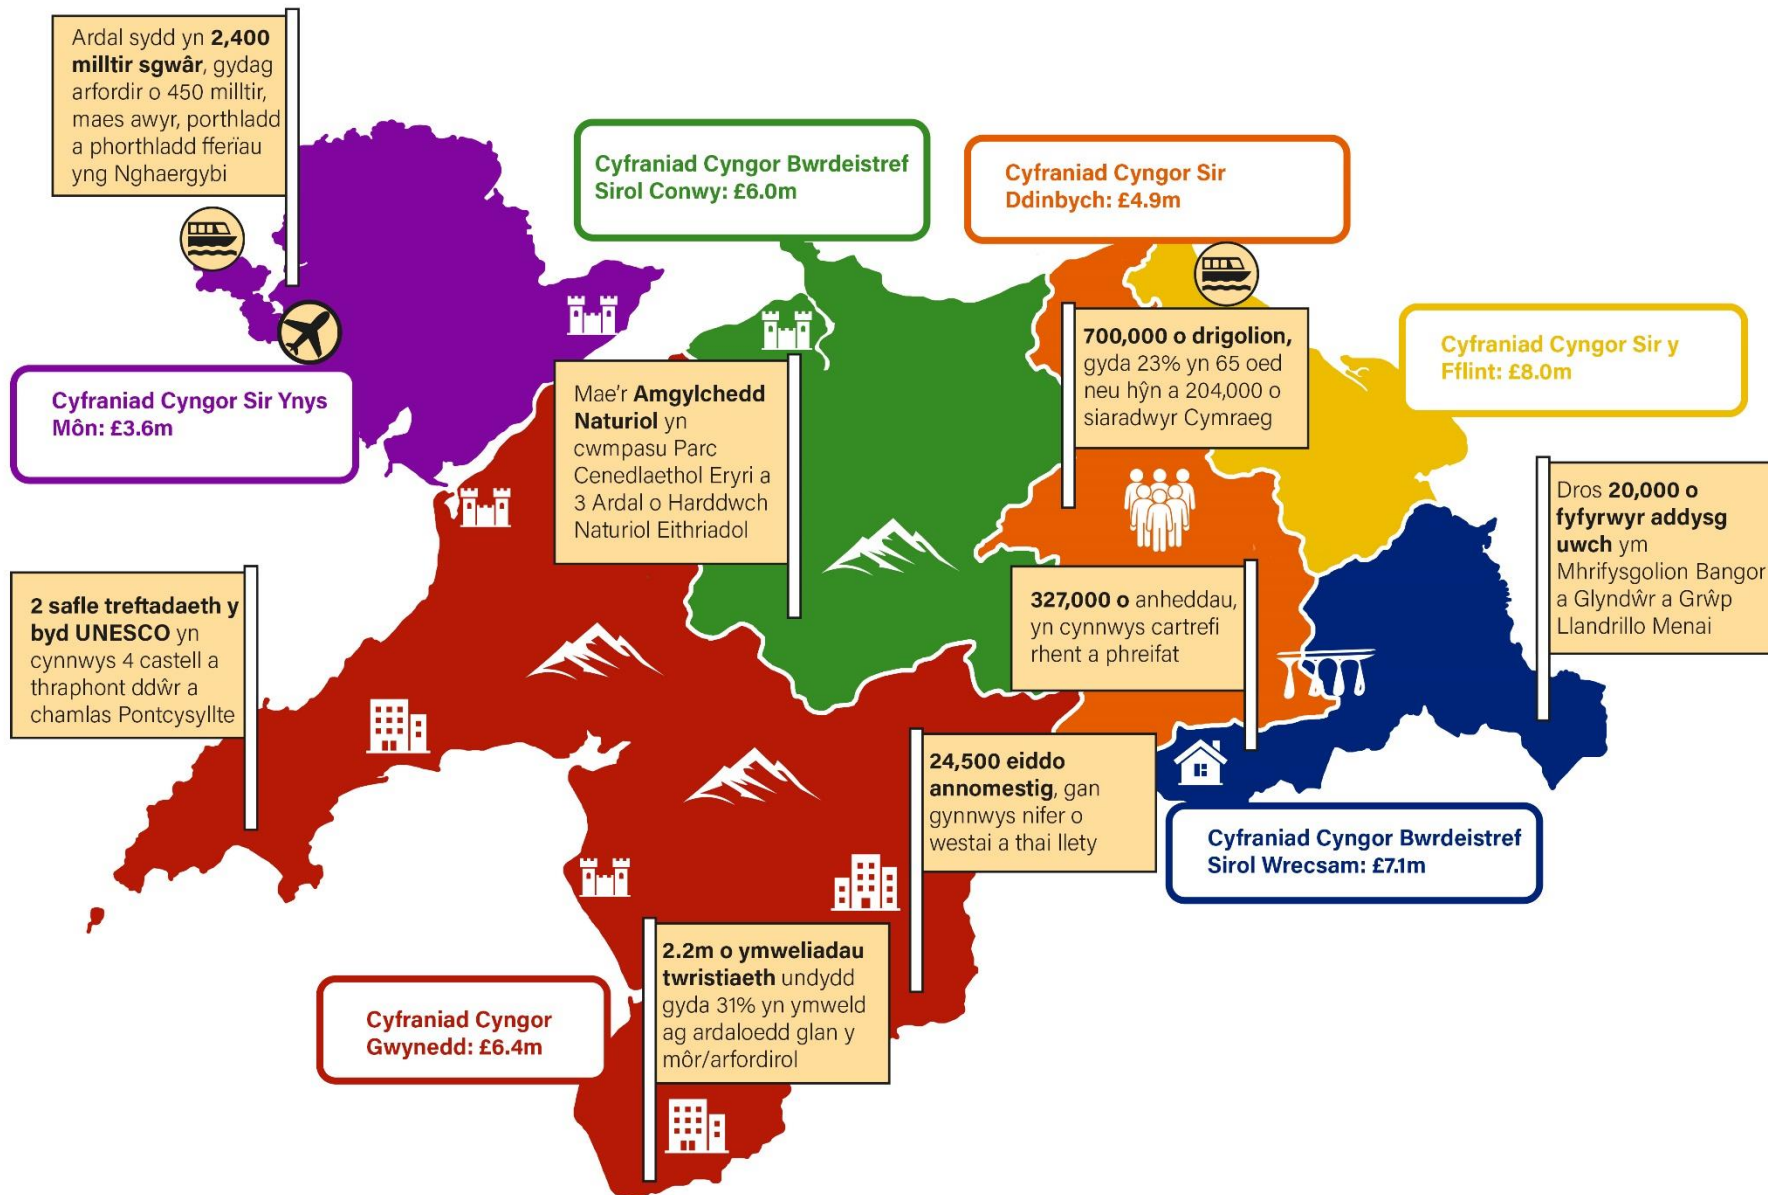 Ardal sydd yn 2,400
milltir sgwâr, gydag
arfordir o 450 milltir,
maes awyr, porthladd
a phorthladd fferïau
yng Nghaergybi
Cyfraniad Cyngor Bwrdeistref
Sirol Conwy: £6.0m
Cyfraniad Cyngor Sir
Ddinbych: £4.9m
Cyfraniad Cyngor Sir y
Fflint: £8.0m
Cyfraniad Cyngor Sir Ynys
Môn: £3.6m
Mae'r Amgylchedd
Naturiol yn
cwmpasu Parc
Cenedlaethol Eryri a
3 Ardal o Harddwch
Naturiol Eithriadol
700,000 o drigolion,
gyda 23% yn 65 oed
neu hŷn a 204,000 o
siaradwyr Cymraeg
Dros 20,000 o
fyfyrwyr addysg
uwch ym
Mhrifysgolion Bangor
a Glyndŵr a Grŵp
Llandrillo Menai
2 safle treftadaeth y
byd UNESCO yn
cynnwys 4 castell a
thraphont ddŵr a
chamlas Pontcysyllte
327,000 o anheddau,
yn cynnwys cartrefi
rhent a phreifat
24,500 eiddo
annomestig, gan
gynnwys nifer o
westai a thai llety
Cyfraniad Cyngor Bwrdeistref
Sirol Wrecsam: £7.1m
2.2m o ymweliadau
twristiaeth undydd
gyda 31% yn ymweld
ag ardaloedd glan y
môr/arfordirol
Cyfraniad Cyngor
Gwynedd: £6.4m